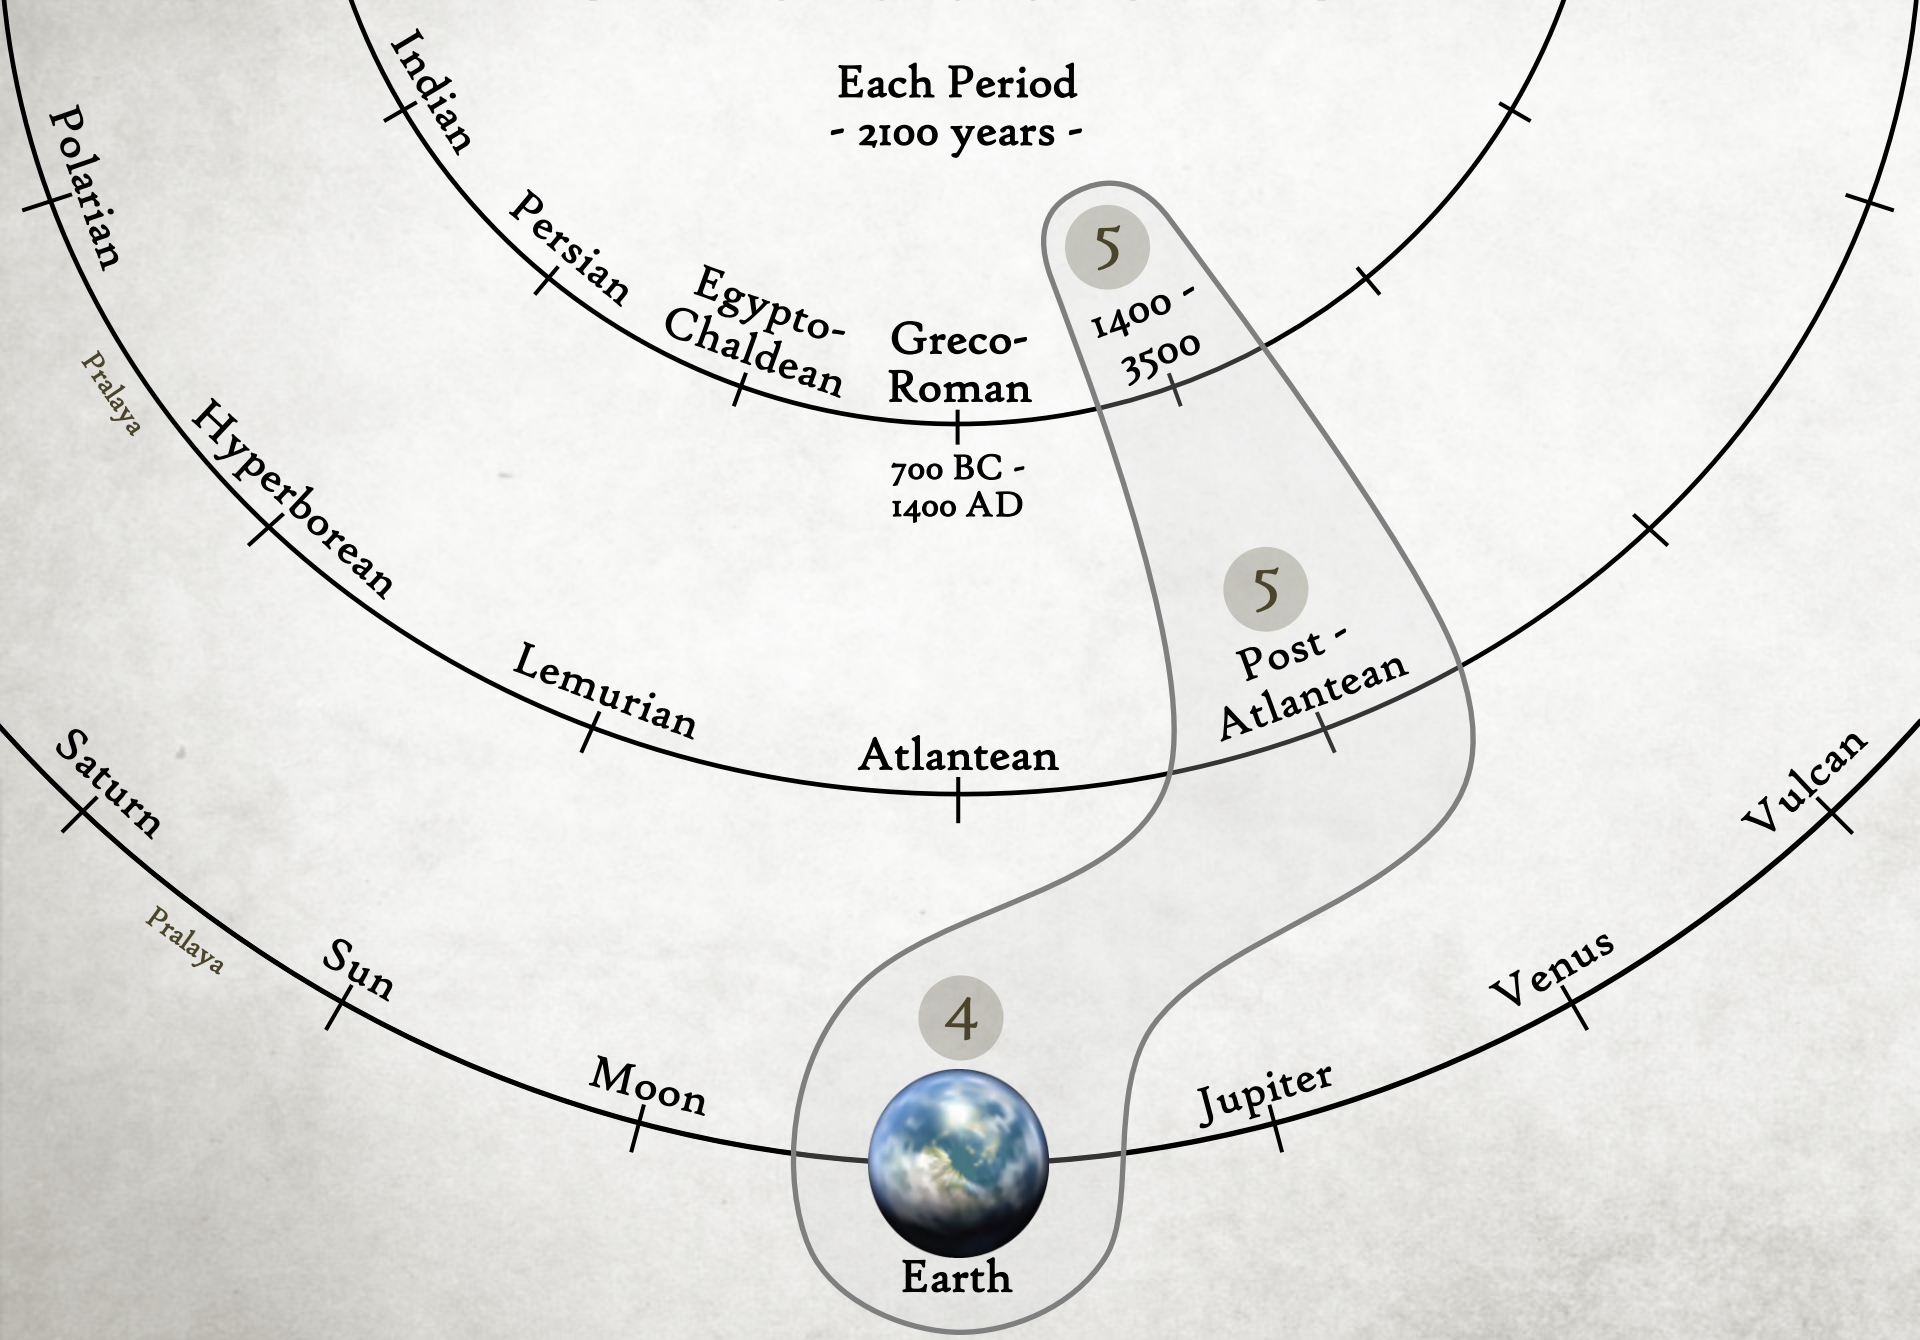 Each Period
- 2100 years -
Indian
Persian
Egypto-
Chaldean
Greco-
Roman
700 BC -
1400 AD
5
1400 -
3500
Polarian
Pralaya
Hyperborean
Lemurian
Atlantean
5
Post -
Atlantean
Saturn
Pralaya
Sun
Moon
4
Earth
Jupiter
Venus
Vulcan